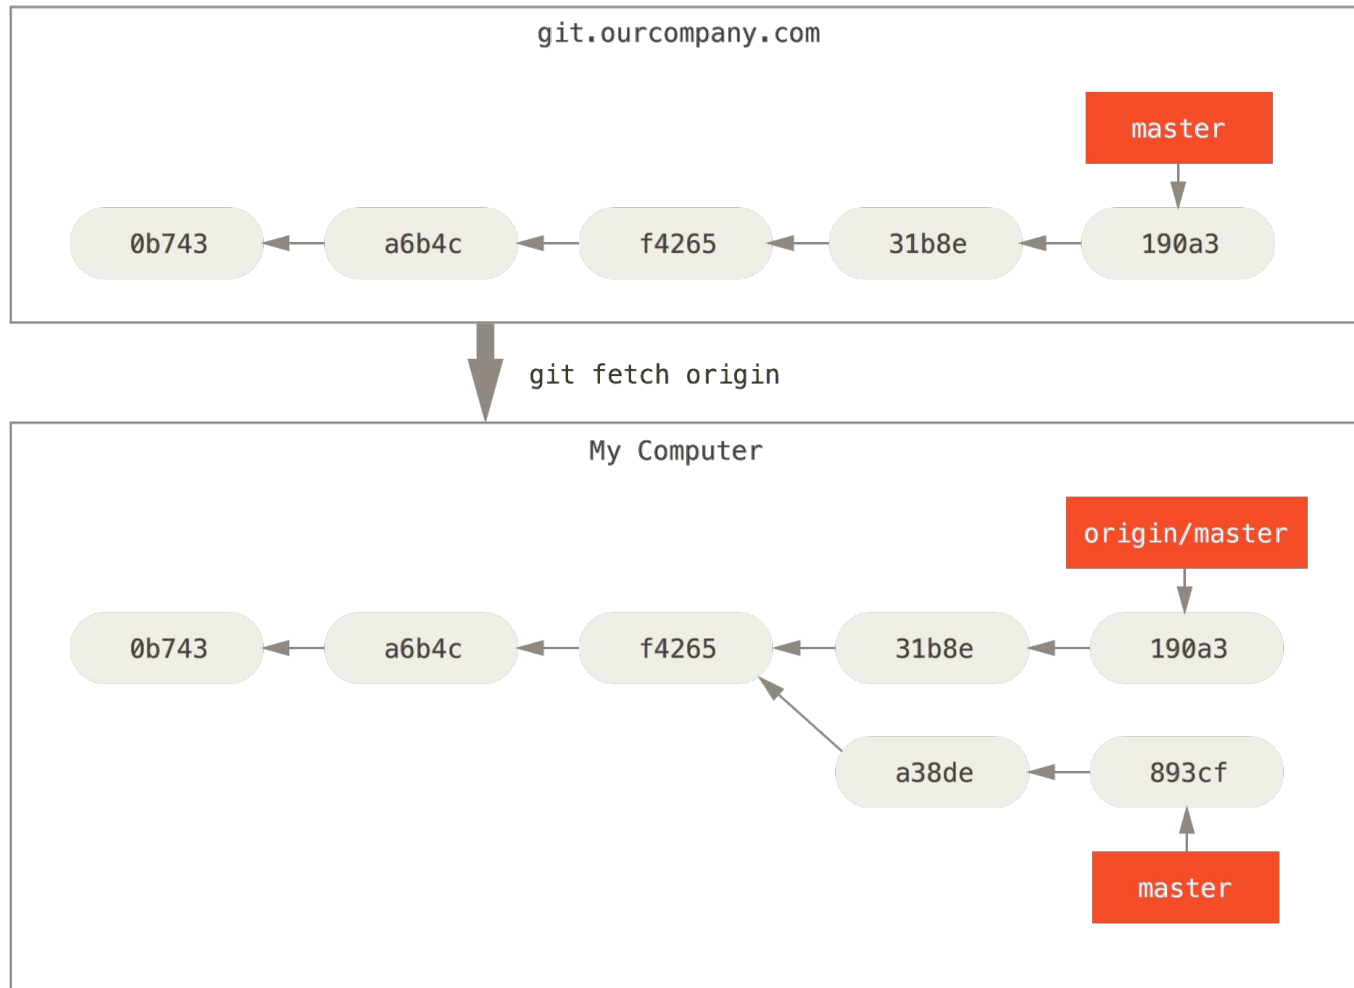 git.ourcompany.com
master
0b743 a6b4c f4265 31b8e 190a3
git fetch origin
My Computer
origin/master
0b743 a6b4c f4265 31b8e 190a3
a38de 893cf
master